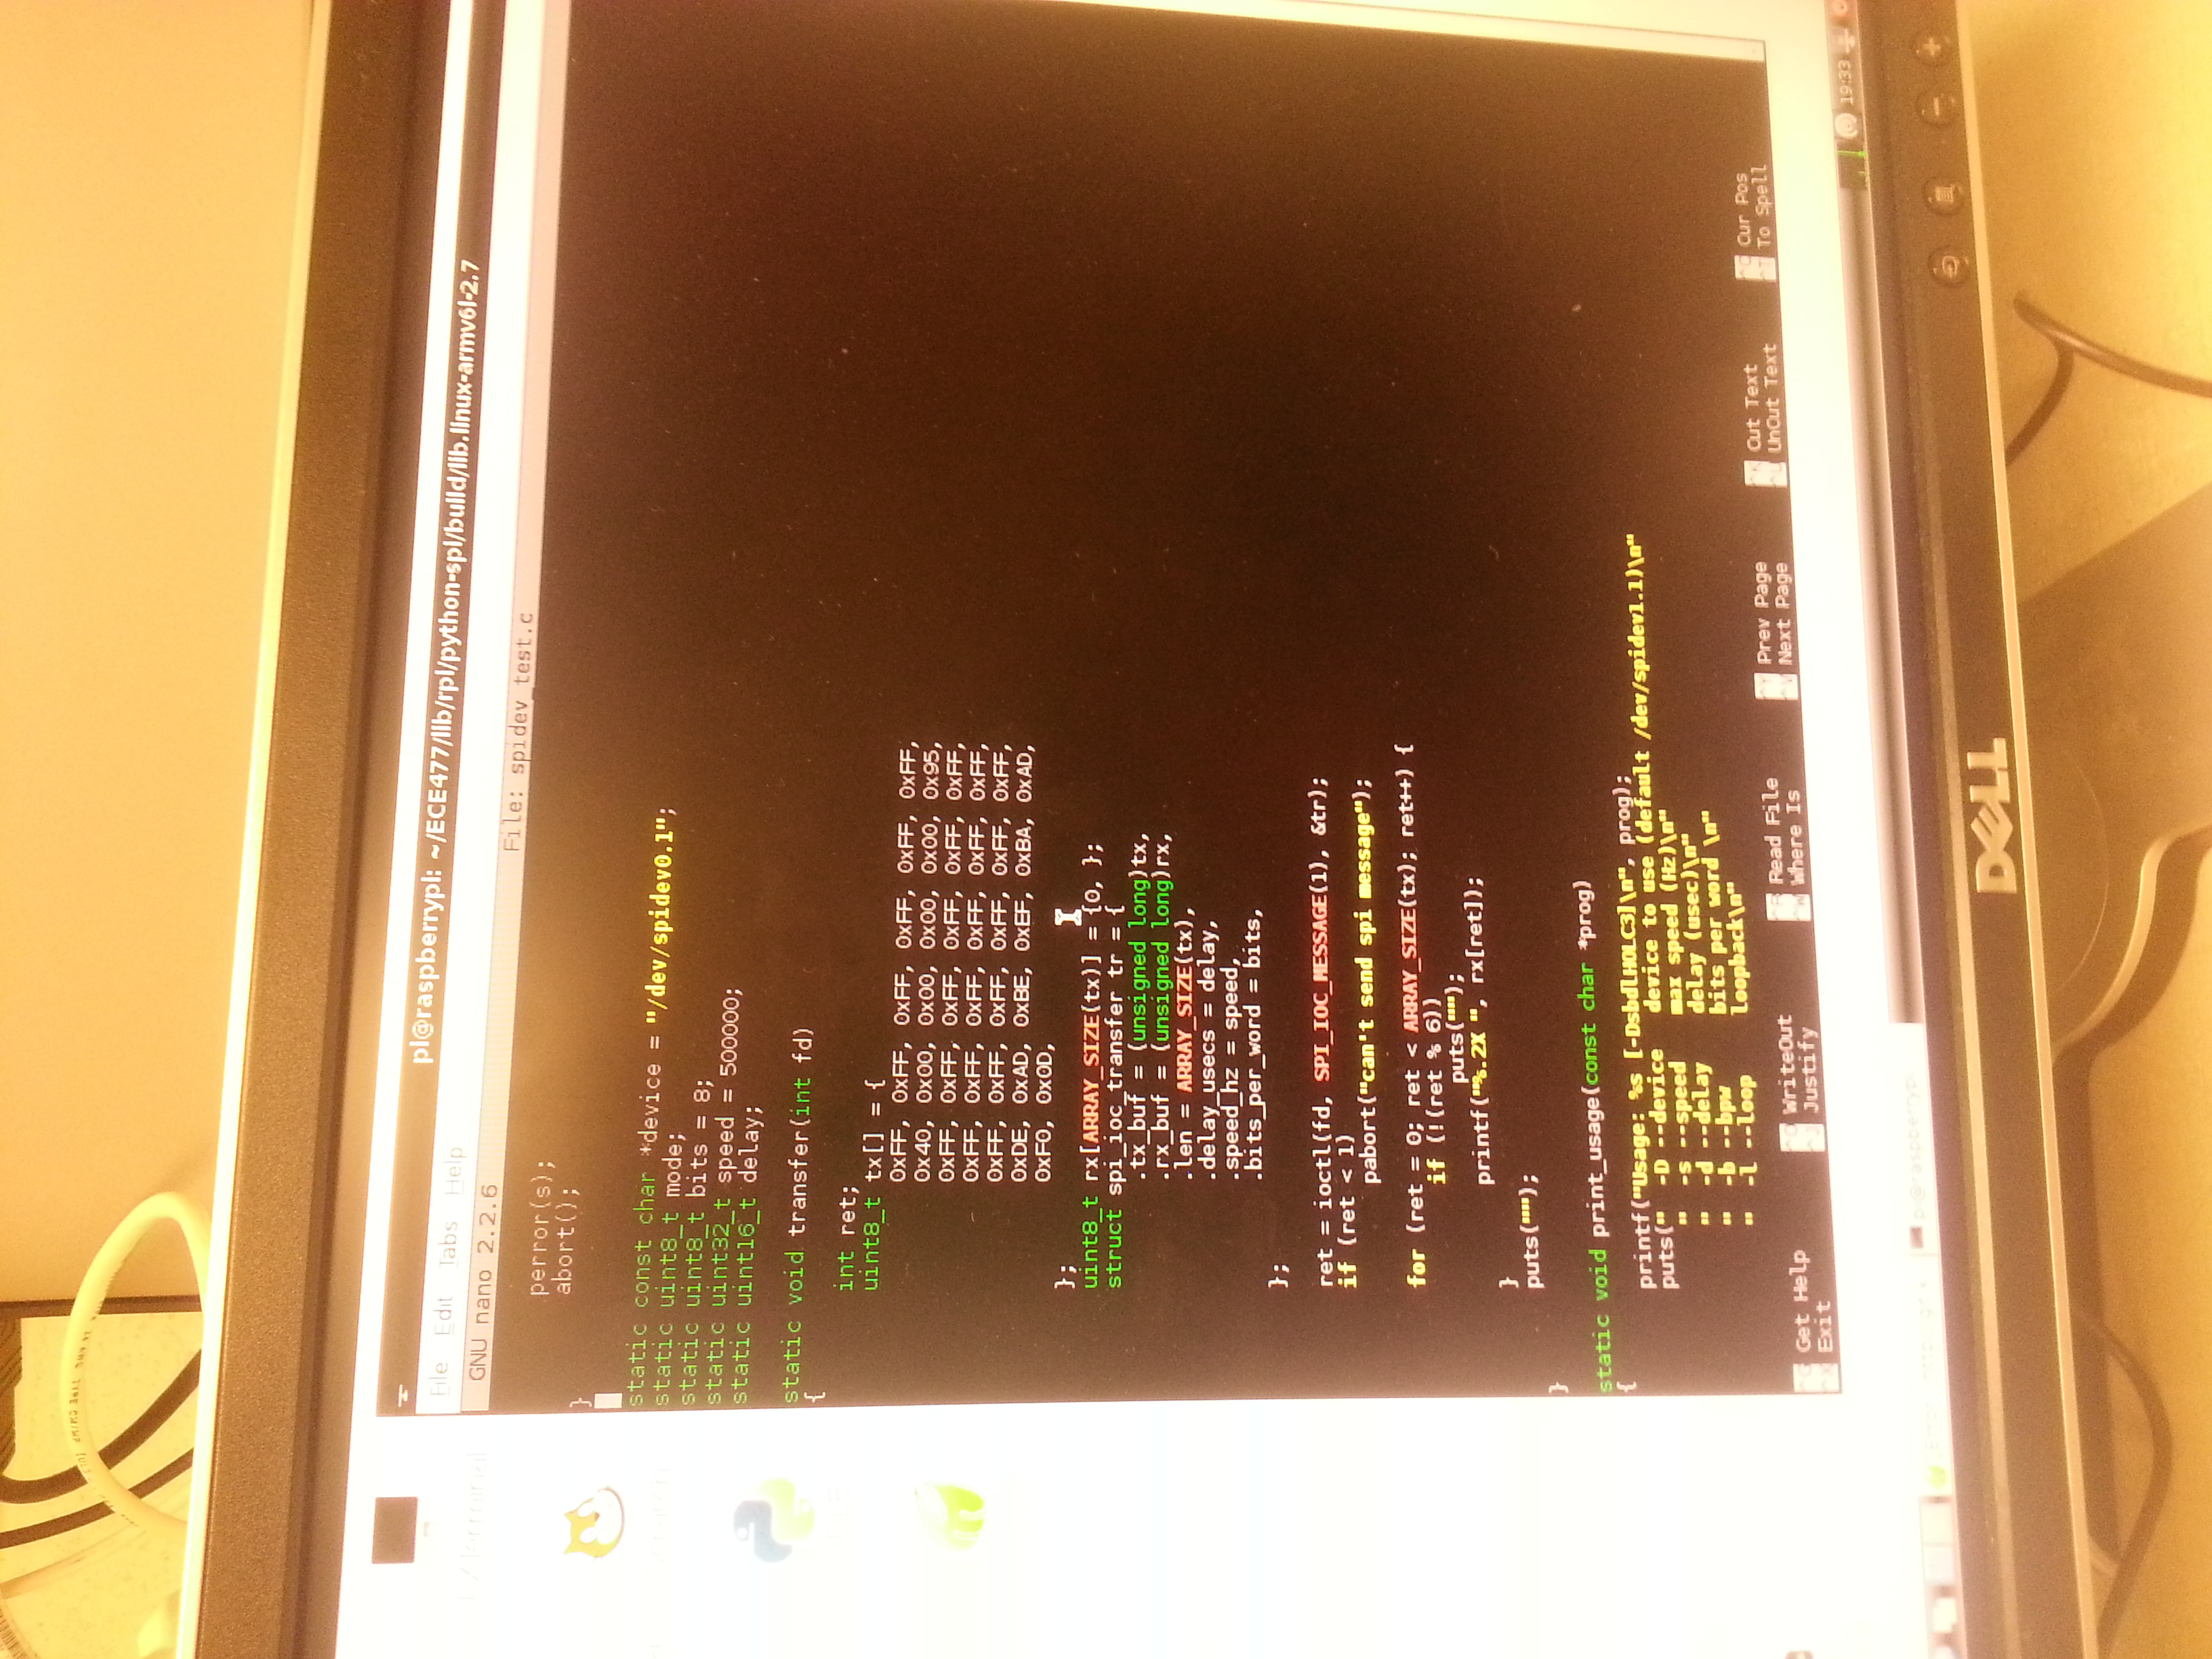 pi@raspberrypi: ~/ECE477/lib/rpi/python-spi/build/lib.linux-armv6l-2.7
File Edit Tabs Help
GNU nano 2.2.6 File: spidev_test.c
perror(s);
abort();
}
static const char *device = "/dev/spidev0.1";
static uint8_t mode;
static uint8_t bits = 8;
static uint32_t speed = 500000;
static uint16_t delay;
static void transfer(int fd)
{
int ret;
uint8_t tx[] = {
0xFF, 0xFF, 0xFF, 0xFF, 0xFF, 0xFF,
0x40, 0x00, 0x00, 0x00, 0x00, 0x95,
0xFF, 0xFF, 0xFF, 0xFF, 0xFF, 0xFF,
0xFF, 0xFF, 0xFF, 0xFF, 0xFF, 0xFF,
0xFF, 0xFF, 0xFF, 0xFF, 0xFF, 0xFF,
0xDE, 0xAD, 0xBE, 0xEF, 0xBA, 0xAD,
0xF0, 0x0D,
};
uint8_t rx[ARRAY_SIZE(tx)] = {0, };
struct spi_ioc_transfer tr = {
.tx_buf = (unsigned long)tx,
.rx_buf = (unsigned long)rx,
.len = ARRAY_SIZE(tx),
.delay_usecs = delay,
.speed_hz = speed,
.bits_per_word = bits,
};
ret = ioctl(fd, SPI_IOC_MESSAGE(1), &tr);
if (ret < 1)
pabort("can't send spi message");
for (ret = 0; ret < ARRAY_SIZE(tx); ret++) {
if (!(ret % 6))
puts("");
printf("%.2X ", rx[ret]);
}
puts("");
}
static void print_usage(const char *prog)
{
printf("Usage: %s [-DsbdlHOLC3]\n", prog);
puts("  -D --device   device to use (default /dev/spidev1.1)\n"
"  -s --speed    max speed (Hz)\n"
"  -d --delay    delay (usec)\n"
"  -b --bpw      bits per word \n"
"  -l --loop     loopback\n"
^G Get Help ^O WriteOut ^R Read File ^Y Prev Page ^K Cut Text ^C Cur Pos
^X Exit ^J Justify ^W Where Is ^V Next Page ^U UnCut Text ^T To Spell
19:33
pi@raspberrypi
DELL